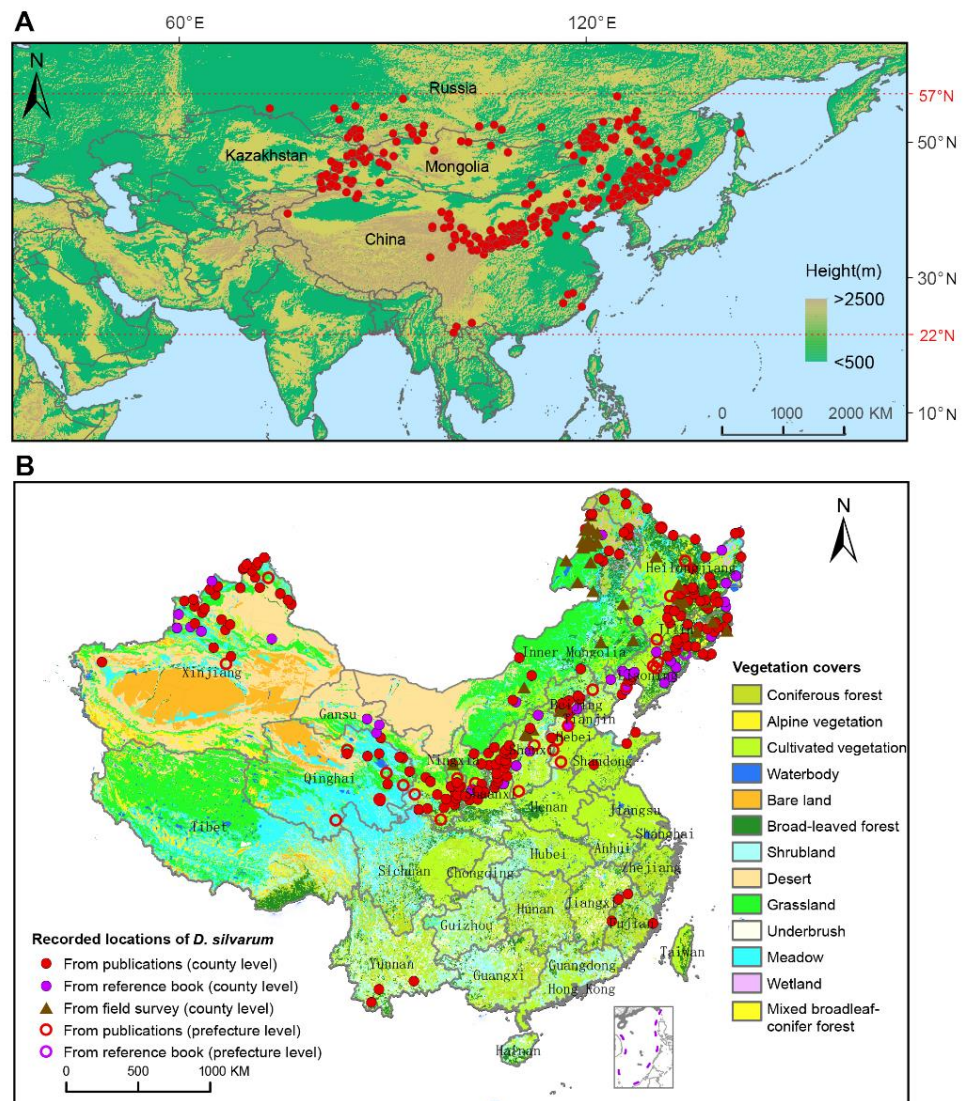 A
60°E 120°E
N
Russia
57°N
50°N
Kazakhstan
Mongolia
China
Height(m)
>2500
<500
30°N
22°N
0 1000 2000 KM
10°N
B
N
Heilongjiang
Inner Mongolia
Xinjiang
Liaoning
Beijing
Tianjin
Gansu
Hebei
Shanxi
Ningxia
Shandong
Qinghai
Shaanxi
Henan
Jiangsu
Tibet
Shanghai
Anhui
Hubei
Sichuan
Chongqing
Zhejiang
Jiangxi
Hunan
Guizhou
Fujian
Yunnan
Taiwan
Guangxi
Guangdong
Hong Kong
Hainan
Vegetation covers
Coniferous forest
Alpine vegetation
Cultivated vegetation
Waterbody
Bare land
Broad-leaved forest
Shrubland
Desert
Grassland
Underbrush
Meadow
Wetland
Mixed broadleaf-
conifer forest
Recorded locations of D. silvarum
From publications (county level)
From reference book (county level)
From field survey (county level)
From publications (prefecture level)
From reference book (prefecture level)
0 500 1000 KM